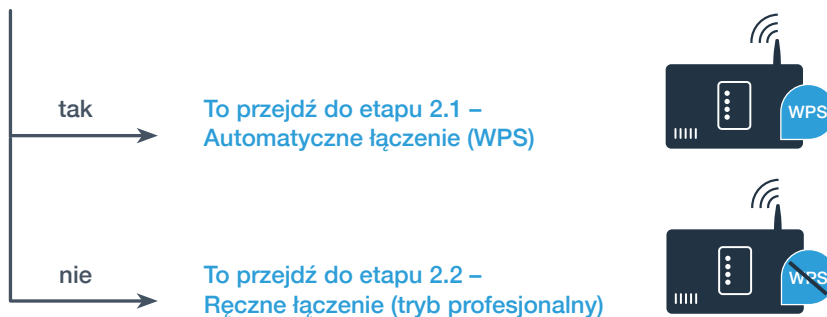 tak
To przejdź do etapu 2.1 –
Automatyczne łączenie (WPS)
WPS
nie
To przejdź do etapu 2.2 –
Ręczne łączenie (tryb profesjonalny)
WPS